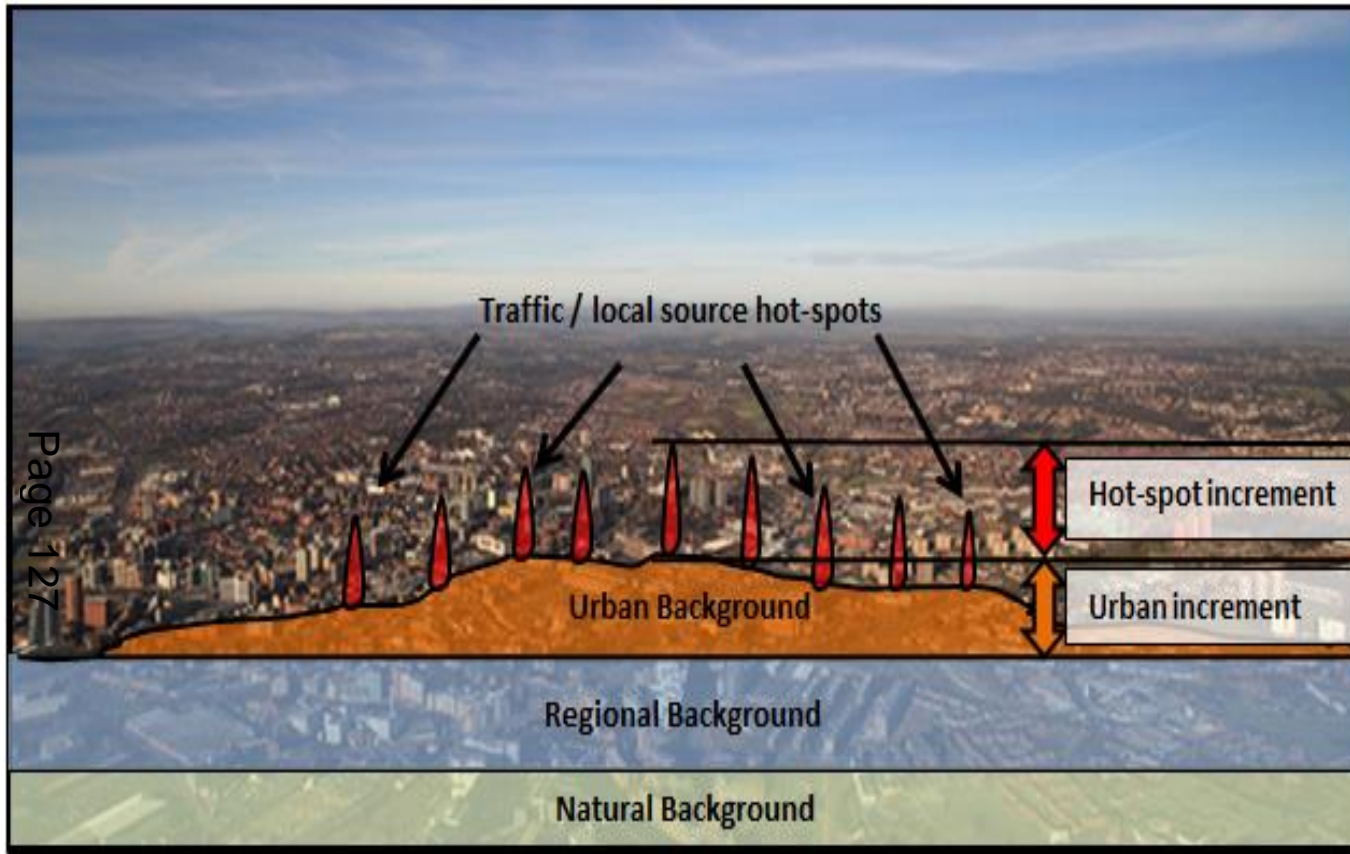 Traffic / local source hot-spots
Hot-spot increment
Urban Background
Urban increment
Regional Background
Natural Background
Page 127